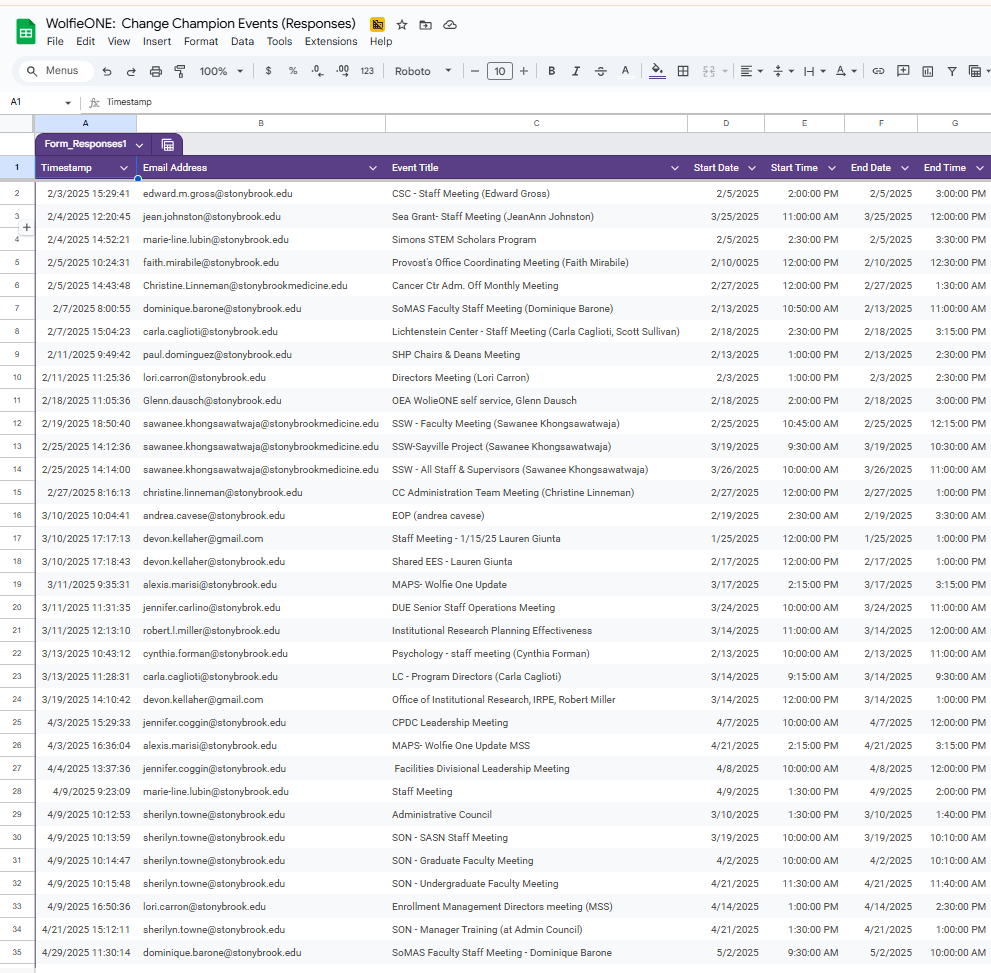 WolfieONE: Change Champion Events (Responses)
File Edit View Insert Format Data Tools Extensions Help
Menus 100% $ % .0 .00 123 Roboto 10 B I S A A
A1 fx Timestamp
A B C D E F G
Form_Responses1
1 Timestamp Email Address Event Title Start Date Start Time End Date End Time
2 2/3/2025 15:29:41 edward.m.gross@stonybrook.edu CSC - Staff Meeting (Edward Gross) 2/5/2025 2:00:00 PM 2/5/2025 3:00:00 PM
3 2/4/2025 12:20:45 jean.johnston@stonybrook.edu Sea Grant- Staff Meeting (JeanAnn Johnston) 3/25/2025 11:00:00 AM 3/25/2025 12:00:00 PM
4 2/4/2025 14:52:21 marie-line.lubin@stonybrook.edu Simons STEM Scholars Program 2/5/2025 2:30:00 PM 2/5/2025 3:30:00 PM
5 2/5/2025 10:24:31 faith.mirabile@stonybrook.edu Provost's Office Coordinating Meeting (Faith Mirabile) 2/10/0025 12:00:00 PM 2/10/2025 12:30:00 PM
6 2/5/2025 14:43:48 Christine.Linneman@stonybrookmedicine.edu Cancer Ctr Adm. Off Monthly Meeting 2/27/2025 12:00:00 PM 2/27/2025 1:30:00 AM
7 2/7/2025 8:00:55 dominique.barone@stonybrook.edu SoMAS Faculty Staff Meeting (Dominique Barone) 2/13/2025 10:50:00 AM 2/13/2025 11:00:00 AM
8 2/7/2025 15:04:23 carla.caglioti@stonybrook.edu Lichtenstein Center - Staff Meeting (Carla Caglioti, Scott Sullivan) 2/18/2025 2:30:00 PM 2/18/2025 3:15:00 PM
9 2/11/2025 9:49:42 paul.dominguez@stonybrook.edu SHP Chairs & Deans Meeting 2/13/2025 1:00:00 PM 2/13/2025 2:30:00 PM
10 2/11/2025 11:25:36 lori.carron@stonybrook.edu Directors Meeting (Lori Carron) 2/3/2025 1:00:00 PM 2/3/2025 2:30:00 PM
11 2/18/2025 11:05:36 Glenn.dausch@stonybrook.edu OEA WolieONE self service, Glenn Dausch 2/18/2025 2:00:00 PM 2/18/2025 3:00:00 PM
12 2/19/2025 18:50:40 sawanee.khongsawatwaja@stonybrookmedicine.edu SSW - Faculty Meeting (Sawanee Khongsawatwaja) 2/25/2025 10:45:00 AM 2/25/2025 12:15:00 PM
13 2/25/2025 14:12:36 sawanee.khongsawatwaja@stonybrookmedicine.edu SSW-Sayville Project (Sawanee Khongsawatwaja) 3/19/2025 9:30:00 AM 3/19/2025 10:30:00 AM
14 2/25/2025 14:14:00 sawanee.khongsawatwaja@stonybrookmedicine.edu SSW - All Staff & Supervisors (Sawanee Khongsawatwaja) 3/26/2025 10:00:00 AM 3/26/2025 11:00:00 AM
15 2/27/2025 8:16:13 christine.linneman@stonybrook.edu CC Administration Team Meeting (Christine Linneman) 2/27/2025 12:00:00 PM 2/27/2025 1:00:00 PM
16 3/10/2025 10:04:41 andrea.cavese@stonybrook.edu EOP (andrea cavese) 2/19/2025 2:30:00 AM 2/19/2025 3:30:00 AM
17 3/10/2025 17:17:13 devon.kellaher@gmail.com Staff Meeting - 1/15/25 Lauren Giunta 1/25/2025 12:00:00 PM 1/25/2025 1:00:00 PM
18 3/10/2025 17:18:43 devon.kellaher@stonybrook.edu Shared EES - Lauren Giunta 2/17/2025 12:00:00 PM 2/17/2025 1:00:00 PM
19 3/11/2025 9:35:31 alexis.marisi@stonybrook.edu MAPS- Wolfie One Update 3/17/2025 2:15:00 PM 3/17/2025 3:15:00 PM
20 3/11/2025 11:31:35 jennifer.carlino@stonybrok.edu DUE Senior Staff Operations Meeting 3/24/2025 10:00:00 AM 3/24/2025 11:00:00 AM
21 3/11/2025 12:13:10 robert.l.miller@stonybrook.edu Institutional Research Planning Effectiveness 3/14/2025 11:00:00 AM 3/14/2025 12:00:00 AM
22 3/13/2025 10:43:12 cynthia.forman@stonybrook.edu Psychology - staff meeting (Cynthia Forman) 2/13/2025 10:00:00 AM 2/13/2025 11:00:00 AM
23 3/13/2025 11:28:31 carla.caglioti@stonybrook.edu LC - Program Directors (Carla Caglioti) 3/14/2025 9:15:00 AM 3/14/2025 9:30:00 AM
24 3/19/2025 14:10:42 devon.kellaher@gmail.com Office of Institutional Research, IRPE, Robert Miller 3/14/2025 12:00:00 PM 3/14/2025 1:00:00 PM
25 4/3/2025 15:29:33 jennifer.coggin@stonybrook.edu CPDC Leadership Meeting 4/7/2025 10:00:00 AM 4/7/2025 12:00:00 PM
26 4/3/2025 16:36:04 alexis.marisi@stonybrook.edu MAPS- Wolfie One Update MSS 4/21/2025 2:15:00 PM 4/21/2025 3:15:00 PM
27 4/4/2025 13:37:36 jennifer.coggin@stonybrook.edu Facilities Divisional Leadership Meeting 4/8/2025 10:00:00 AM 4/8/2025 12:00:00 PM
28 4/9/2025 9:23:09 marie-line.lubin@stonybrook.edu Staff Meeting 4/9/2025 1:30:00 PM 4/9/2025 2:00:00 PM
29 4/9/2025 10:12:53 sherilyn.towne@stonybrook.edu Administrative Council 3/10/2025 1:30:00 PM 3/10/2025 1:40:00 PM
30 4/9/2025 10:13:59 sherilyn.towne@stonybrook.edu SON - SASN Staff Meeting 3/19/2025 10:00:00 AM 3/19/2025 10:10:00 AM
31 4/9/2025 10:14:47 sherilyn.towne@stonybrook.edu SON - Graduate Faculty Meeting 4/2/2025 10:00:00 AM 4/2/2025 10:10:00 AM
32 4/9/2025 10:15:48 sherilyn.towne@stonybrook.edu SON - Undergraduate Faculty Meeting 4/21/2025 11:30:00 AM 4/21/2025 11:40:00 AM
33 4/9/2025 16:50:36 lori.carron@stonybrook.edu Enrollment Management Directors meeting (MSS) 4/14/2025 1:00:00 PM 4/14/2025 2:30:00 PM
34 4/21/2025 15:12:11 sherilyn.towne@stonybrook.edu SON - Manager Training (at Admin Council) 4/21/2025 1:30:00 PM 4/21/2025 1:00:00 PM
35 4/29/2025 11:30:14 dominique.barone@stonybrook.edu SoMAS Faculty Staff Meeting - Dominique Barone 5/2/2025 9:30:00 AM 5/2/2025 10:00:00 AM